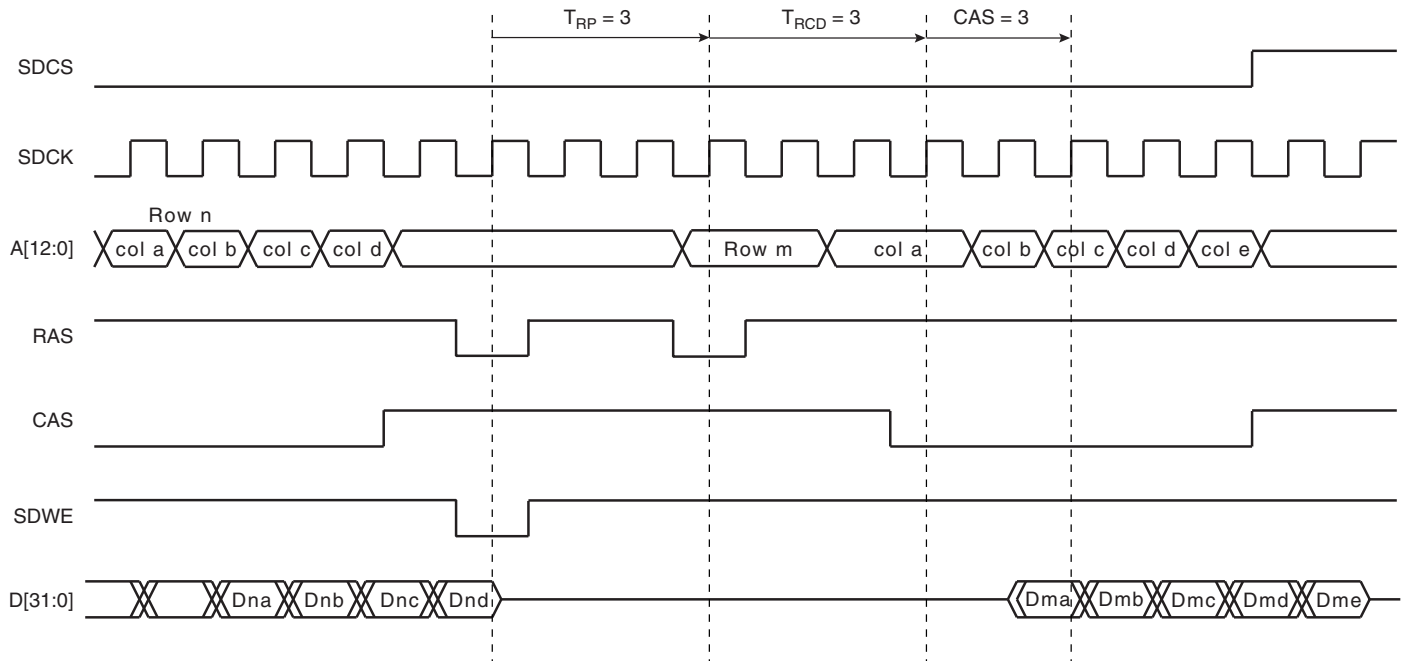 T_RP = 3 T_RCD = 3 CAS = 3
SDCS
SDCK
Row n
A[12:0] col a col b col c col d Row m col a col b col c col d col e
RAS
CAS
SDWE
D[31:0] Dna Dnb Dnc Dnd Dma Dmb Dmc Dmd Dme